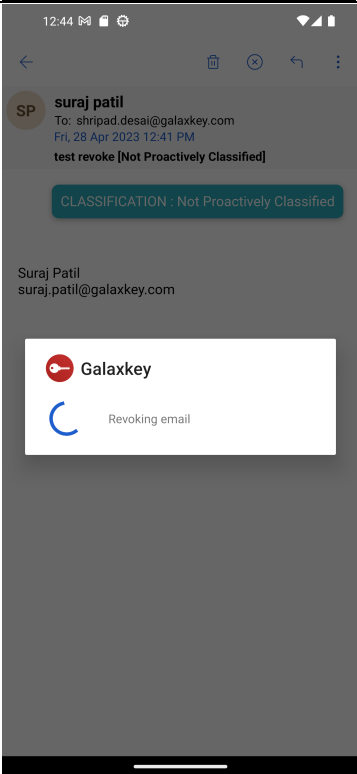 12:44
SP
suraj patil
To: shripad.desai@galaxkey.com
Fri, 28 Apr 2023 12:41 PM
test revoke [Not Proactively Classified]
CLASSIFICATION : Not Proactively Classified
Suraj Patil
suraj.patil@galaxkey.com
Galaxkey
Revoking email